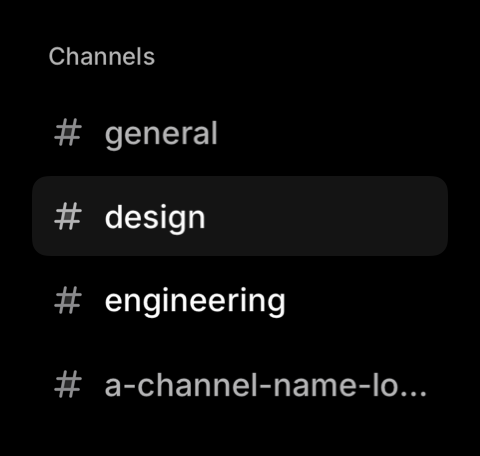 Channels
# general
# design
# engineering
# a-channel-name-lo...